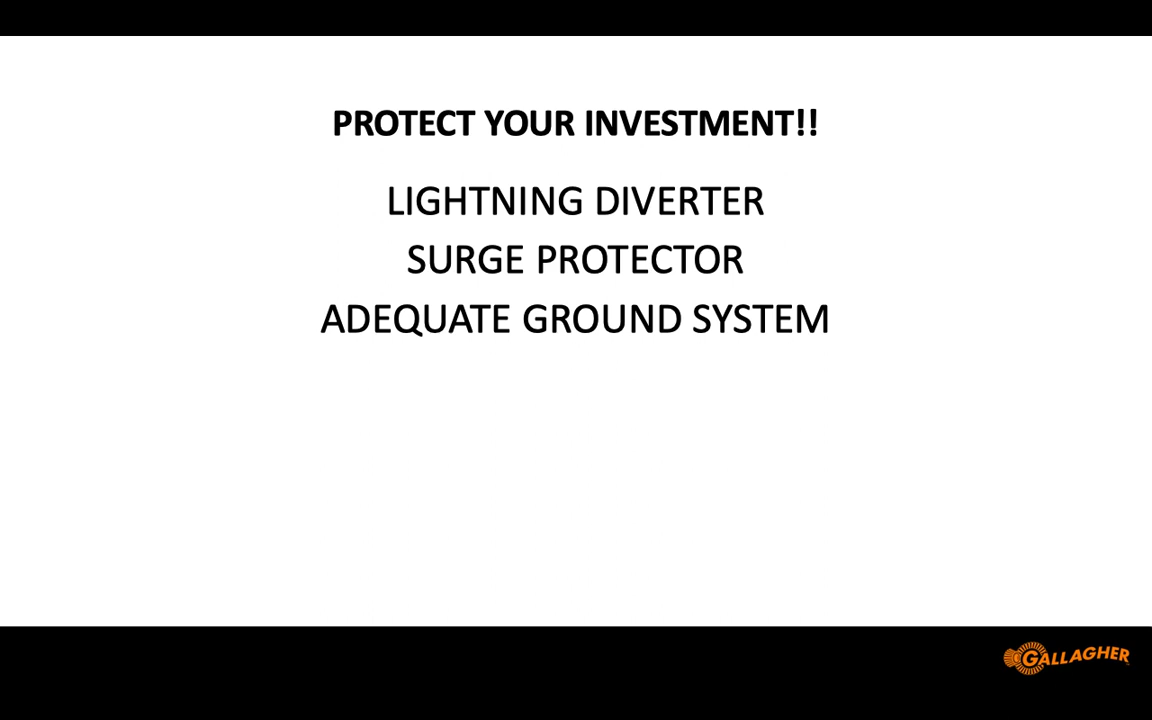 PROTECT YOUR INVESTMENT!!
LIGHTNING DIVERTER
SURGE PROTECTOR
ADEQUATE GROUND SYSTEM
GALLAGHER